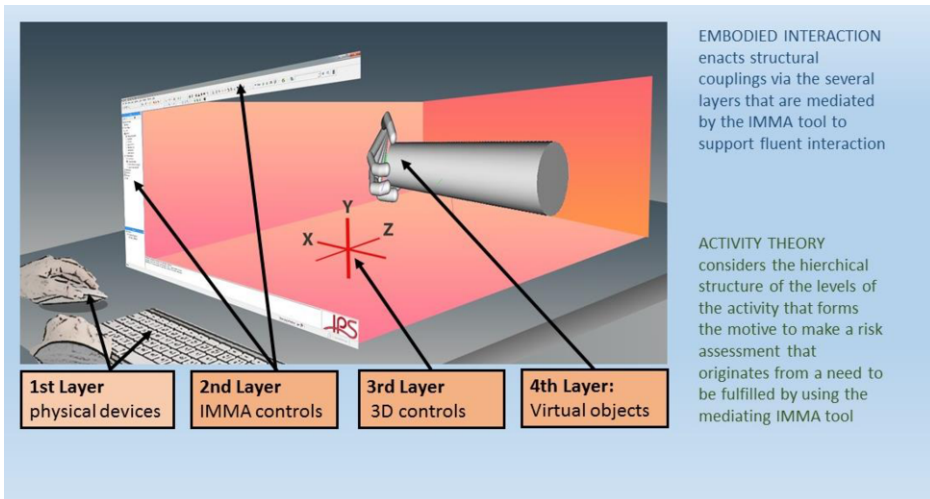 EMBODIED INTERACTION
enacts structural
couplings via the several
layers that are mediated
by the IMMA tool to
support fluent interaction
ACTIVITY THEORY
considers the hierchical
structure of the levels of
the activity that forms
the motive to make a risk
assessment that
originates from a need to
be fulfilled by using the
mediating IMMA tool
Y
X
Z
IPS
1st Layer
physical devices
2nd Layer
IMMA controls
3rd Layer
3D controls
4th Layer:
Virtual objects